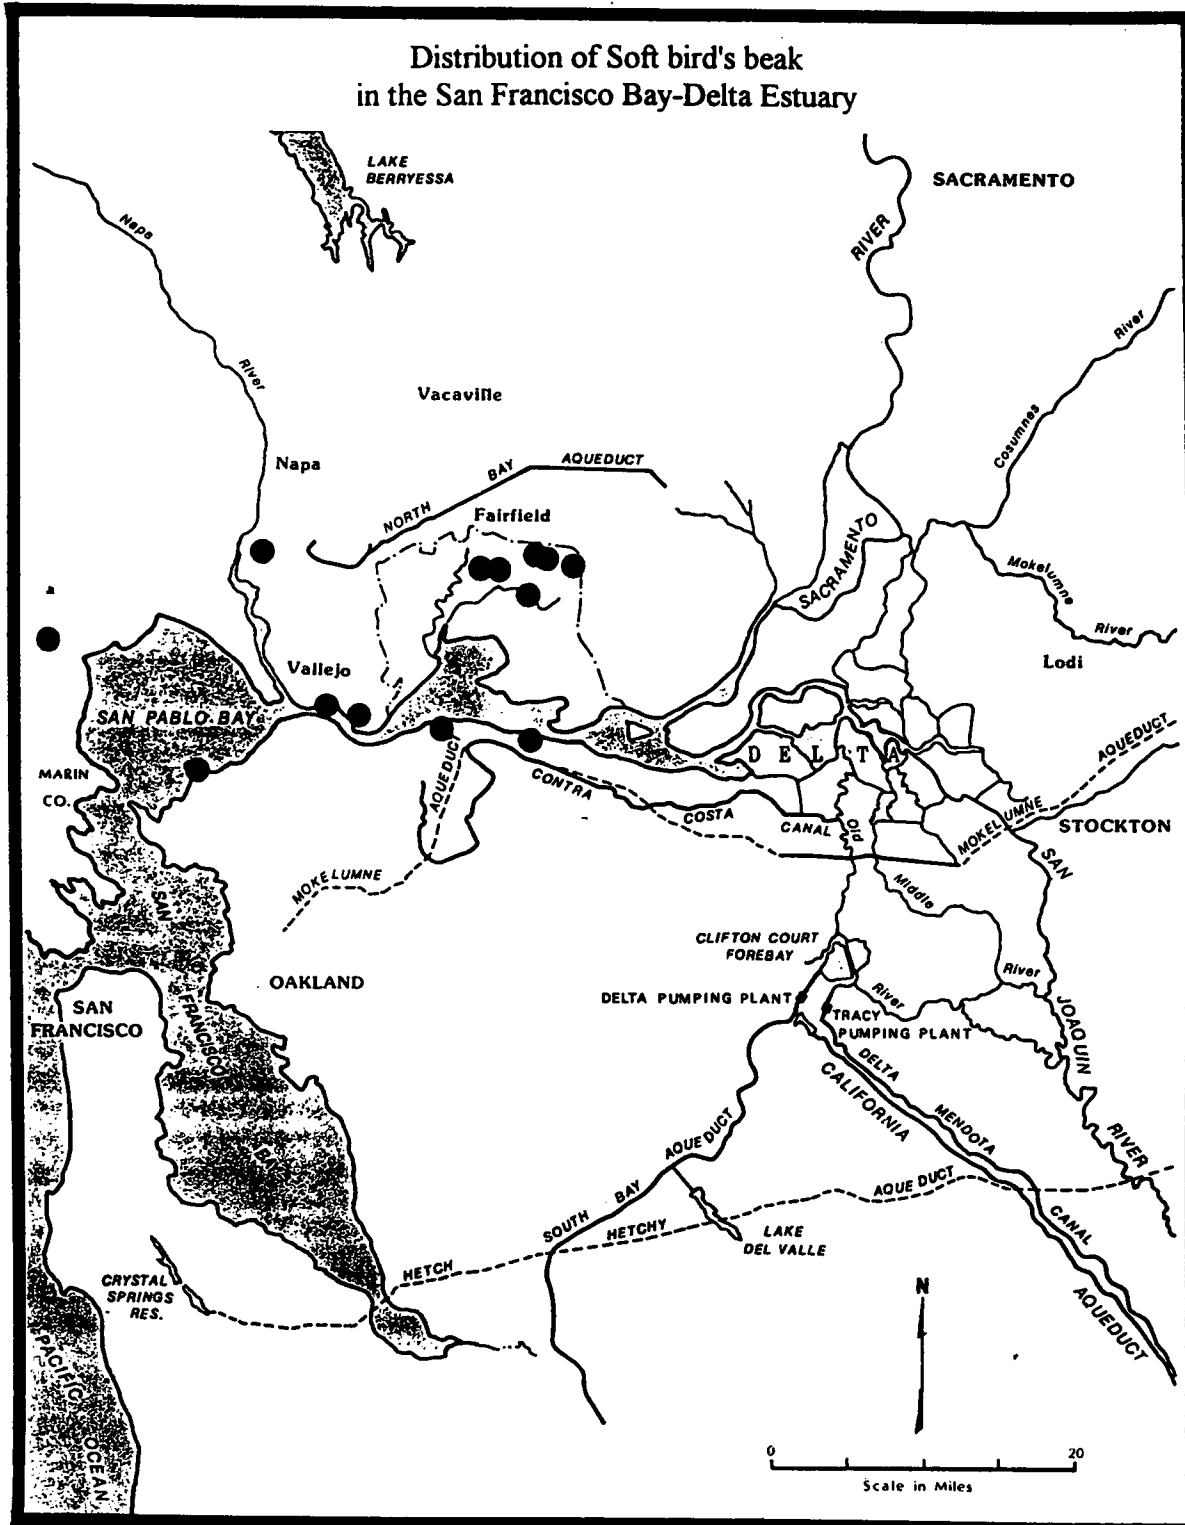 Distribution of Soft bird's beak
in the San Francisco Bay-Delta Estuary
LAKE
BERRYESSA
SACRAMENTO
RIVER
Napa
River
River
Cosumnes
Vacaville
Napa
NORTH BAY AQUEDUCT
Fairfield
SACRAMENTO
Mokelumne
River
Lodi
Vallejo
SAN PABLO BAY
MARIN
CO.
DELTA
AQUEDUCT
AQUEDUCT
CONTRA COSTA CANAL
Old
MOKELUMNE
STOCKTON
MOKELUMNE
SAN
Middle
River
CLIFTON COURT
FOREBAY
SAN
OAKLAND
DELTA PUMPING PLANT
River
TRACY
PUMPING PLANT
JOAQUIN
SAN
FRANCISCO
FRANCISCO
BAY
DELTA
MENDOTA
CALIFORNIA
RIVER
SOUTH BAY AQUEDUCT
HETCH HETCHY AQUEDUCT
CANAL
LAKE
DEL VALLE
CRYSTAL
SPRINGS
RES.
AQUEDUCT
PACIFIC OCEAN
N
0 20
Scale in Miles